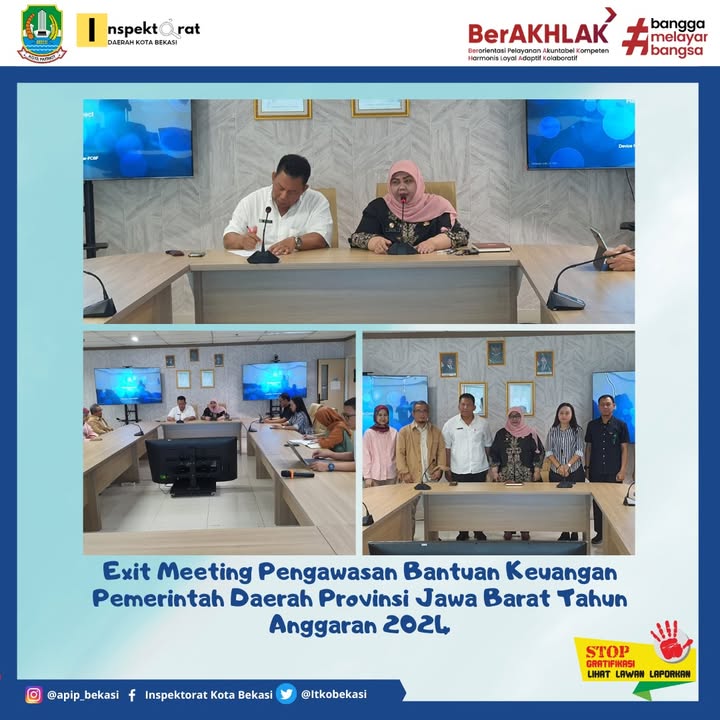 KOTA PATRIOT
Inspektorat
DAERAH KOTA BEKASI
BerAKHLAK
Berorientasi Pelayanan Akuntabel Kompeten
Harmonis Loyal Adaptif Kolaboratif
#bangga
melayani
bangsa
Exit Meeting Pengawasan Bantuan Keuangan
Pemerintah Daerah Provinsi Jawa Barat Tahun
Anggaran 2024
STOP
GRATIFIKASI
LIHAT LAWAN LAPORKAN
@apip_bekasi
Inspektorat Kota Bekasi
@Itkobekasi